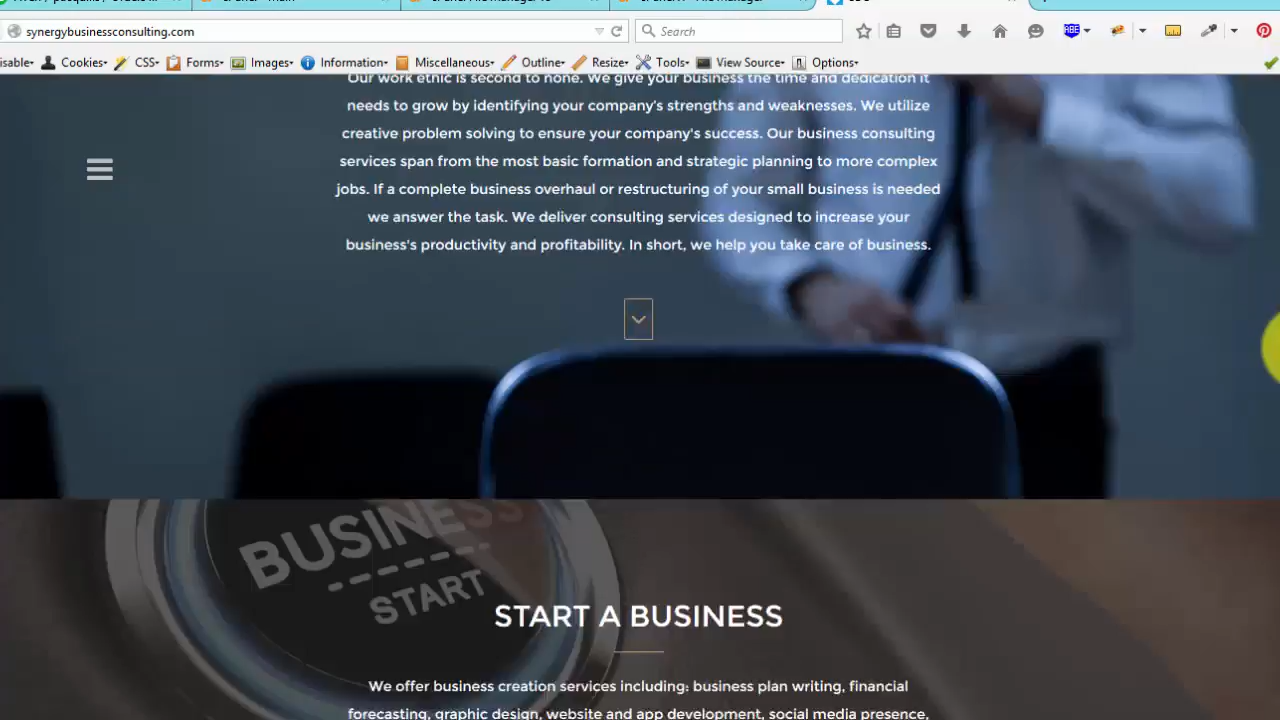 synergybusinessconsulting.com
Search
isable
Cookies
CSS
Forms
Images
Information
Miscellaneous
Outline
Resize
Tools
View Source
Options
Our work ethic is second to none. We give your business the time and dedication it
needs to grow by identifying your company's strengths and weaknesses. We utilize
creative problem solving to ensure your company's success. Our business consulting
services span from the most basic formation and strategic planning to more complex
jobs. If a complete business overhaul or restructuring of your small business is needed
we answer the task. We deliver consulting services designed to increase your
business's productivity and profitability. In short, we help you take care of business.
BUSINESS
START
START A BUSINESS
We offer business creation services including: business plan writing, financial
forecasting, graphic design, website and app development, social media presence,